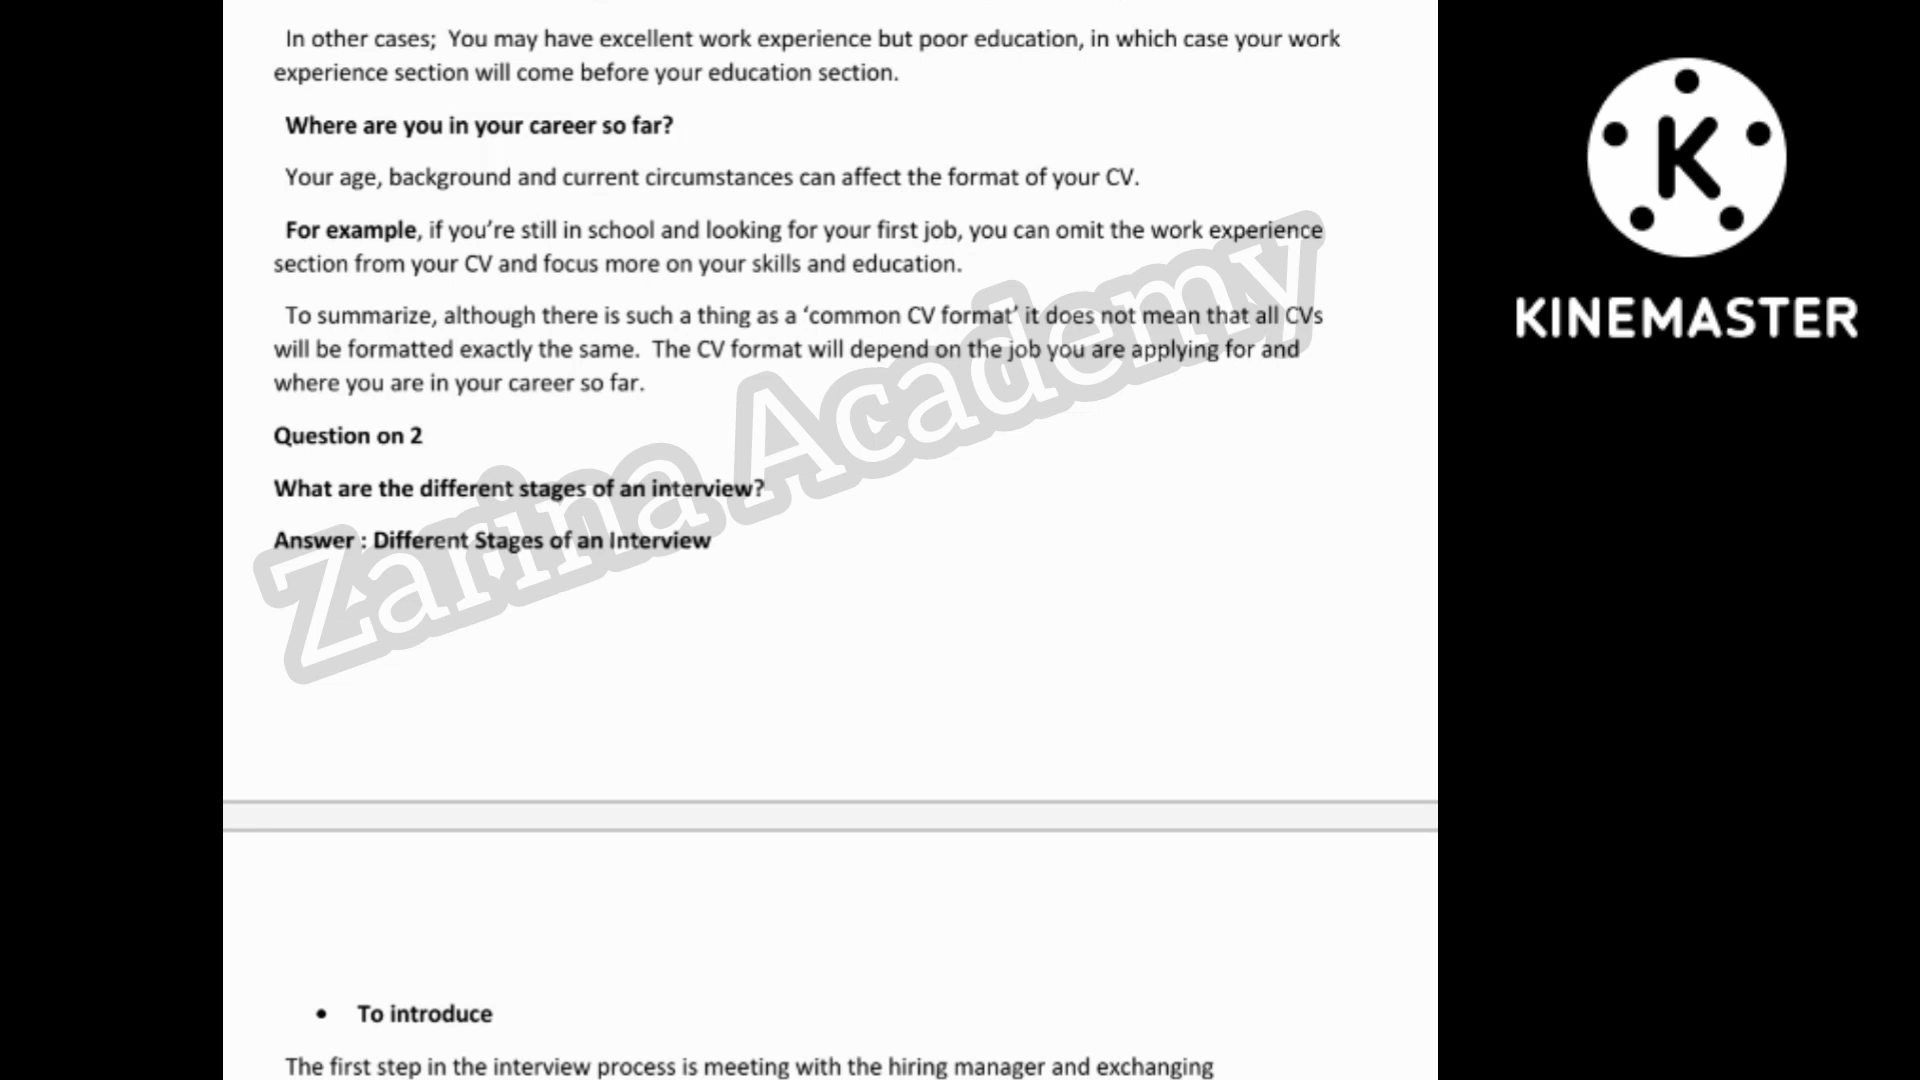 In other cases;  You may have excellent work experience but poor education, in which case your work
experience section will come before your education section.
Where are you in your career so far?
Your age, background and current circumstances can affect the format of your CV.
For example, if you’re still in school and looking for your first job, you can omit the work experience
section from your CV and focus more on your skills and education.
To summarize, although there is such a thing as a ‘common CV format’ it does not mean that all CVs
will be formatted exactly the same.  The CV format will depend on the job you are applying for and
where you are in your career so far.
Question on 2
What are the different stages of an interview?
Answer : Different Stages of an Interview
Zarina Academy
• To introduce
The first step in the interview process is meeting with the hiring manager and exchanging
K
KINEMASTER